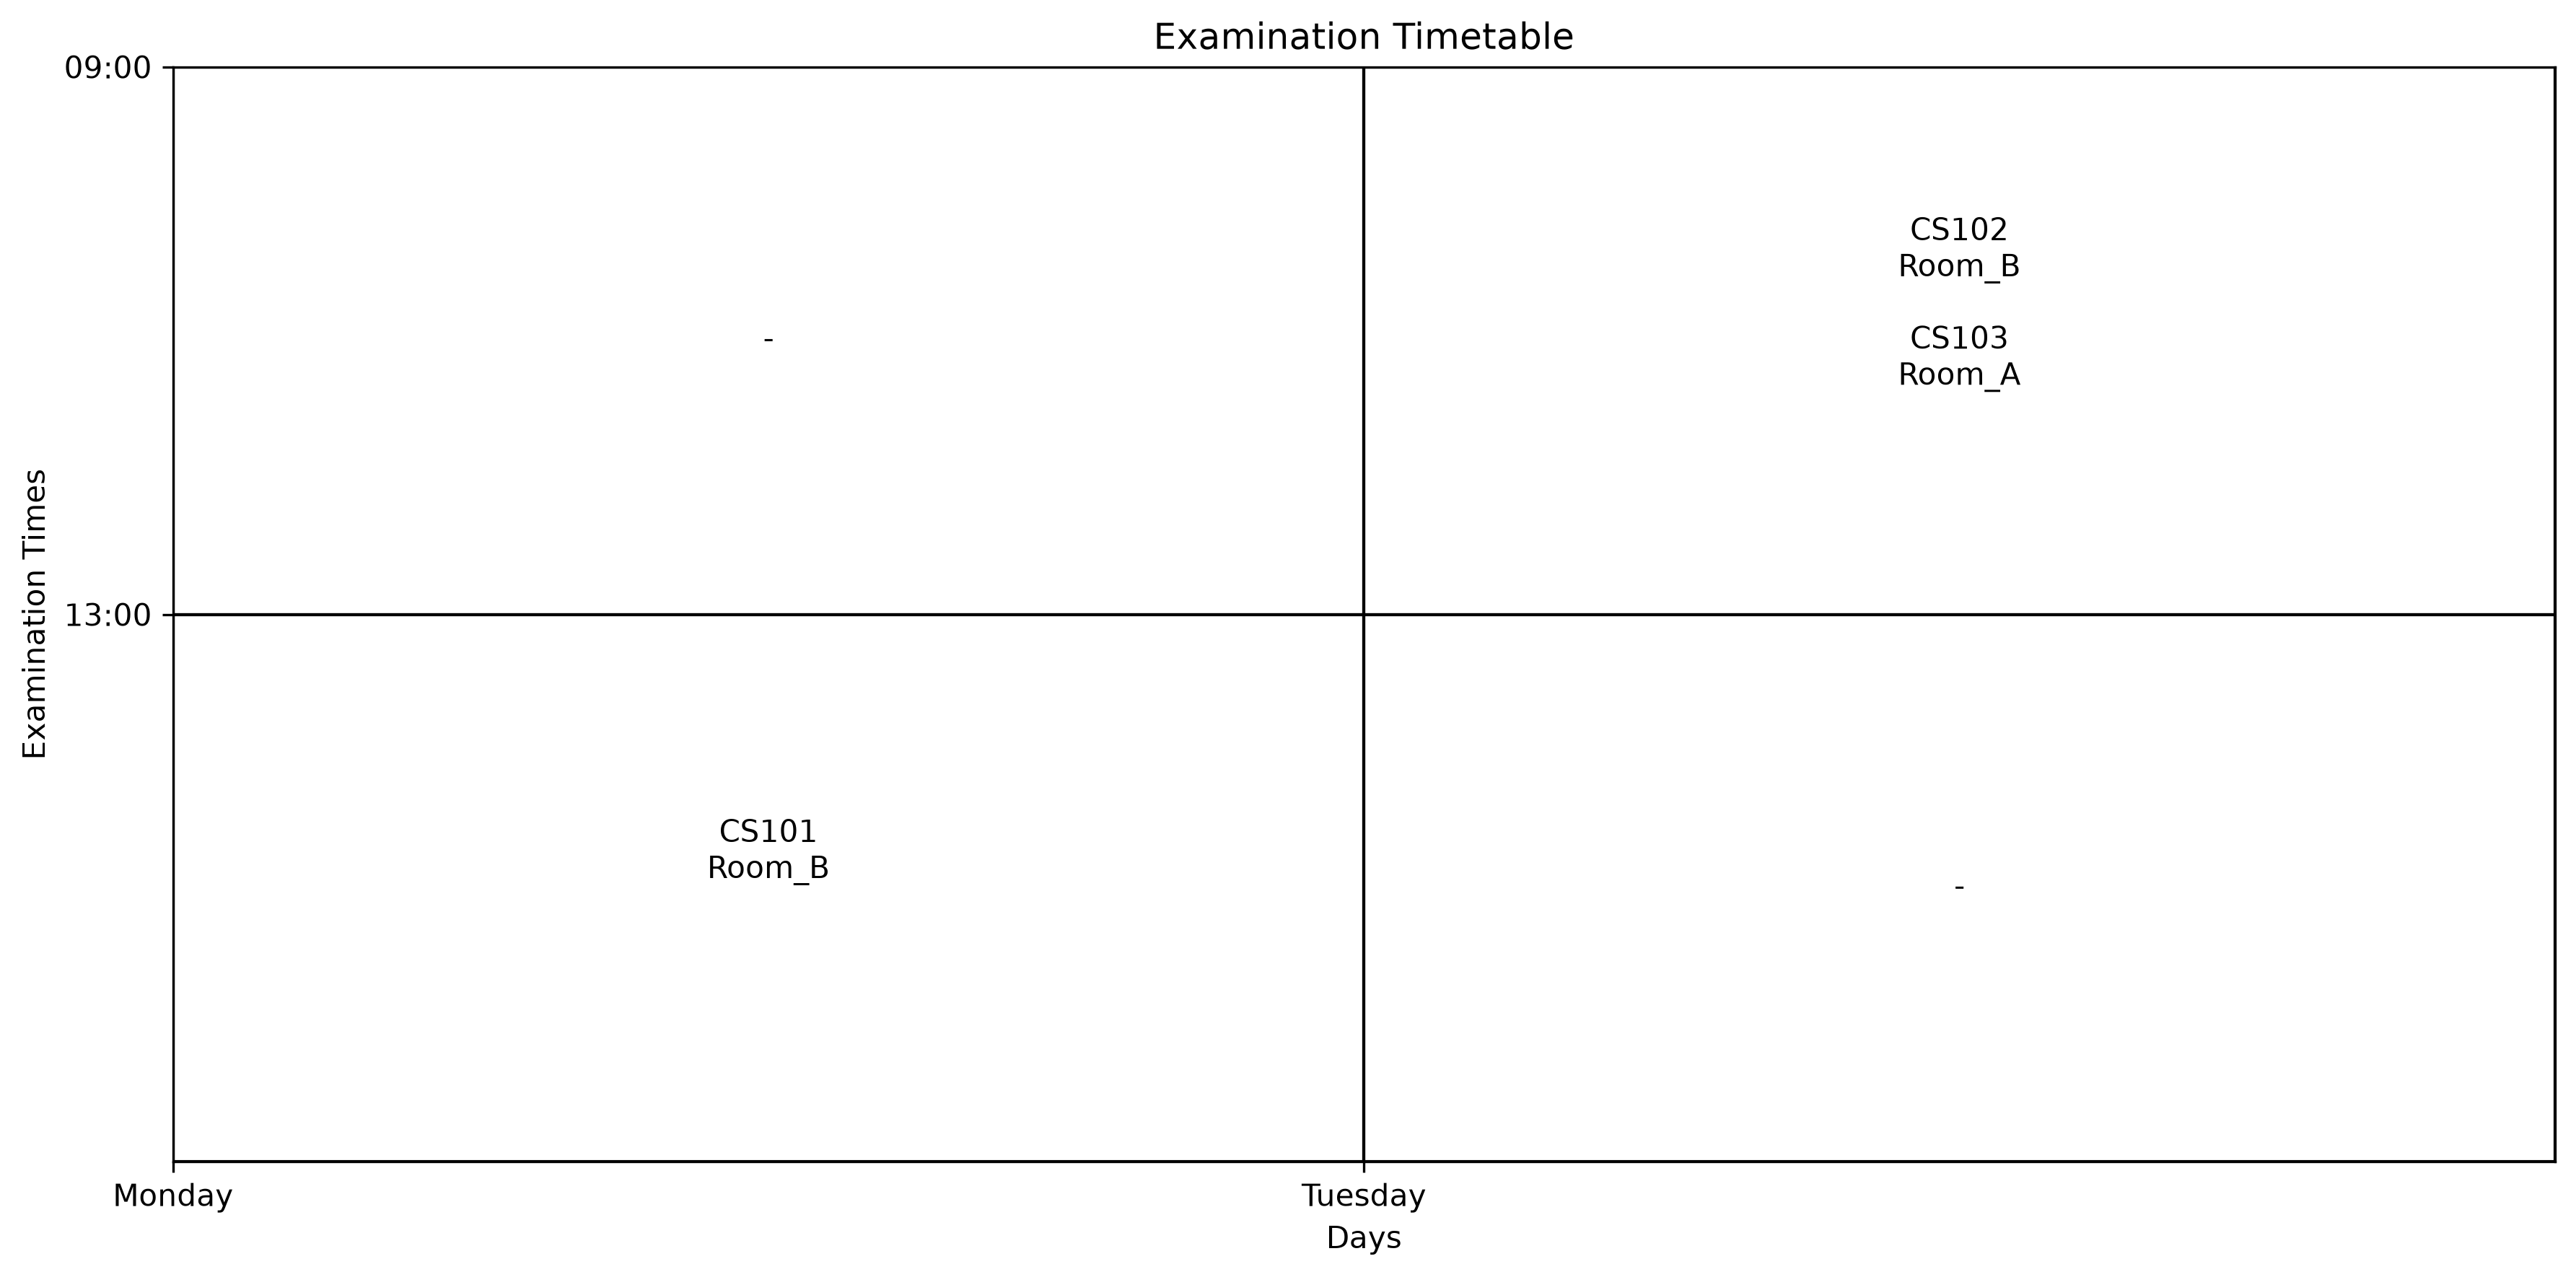 Examination Timetable
09:00
-
CS102
Room_B
CS103
Room_A
Examination Times
13:00
CS101
Room_B
-
Monday
Tuesday
Days